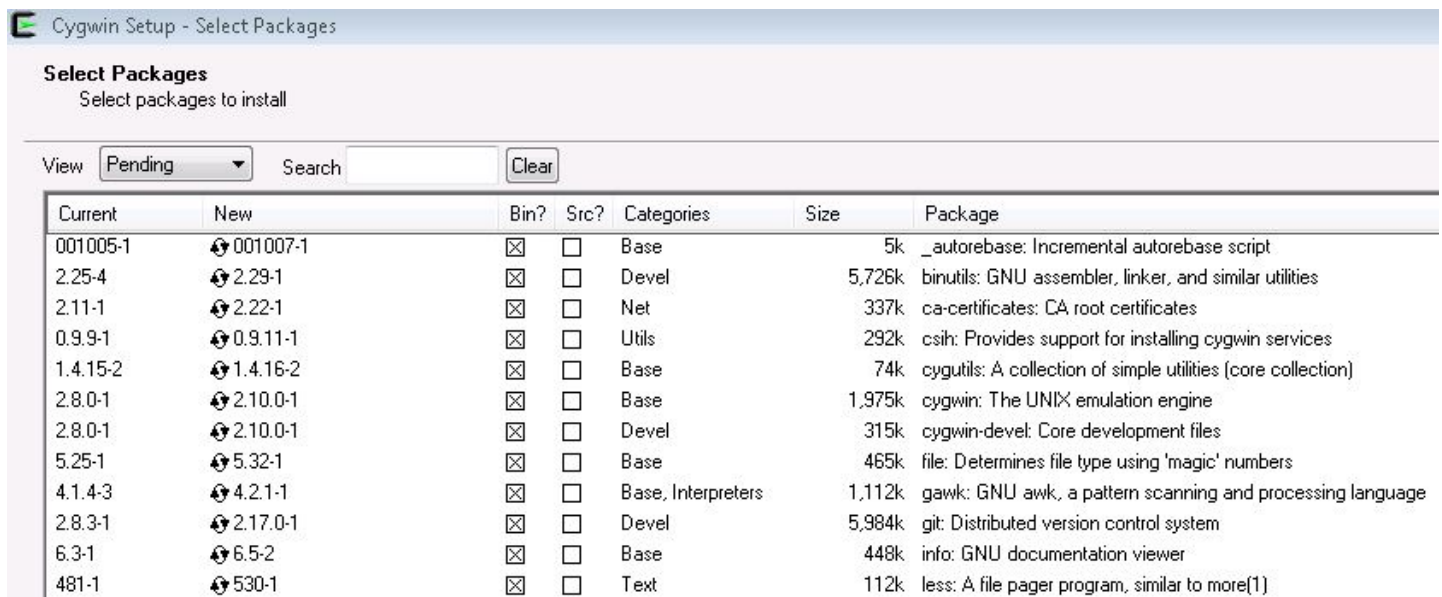 Cygwin Setup - Select Packages
Select Packages
Select packages to install
View Pending Search Clear
Current New Bin? Src? Categories Size Package
001005-1 001007-1 Base 5k _autorebase: Incremental autorebase script
2.25-4 2.29-1 Devel 5,726k binutils: GNU assembler, linker, and similar utilities
2.11-1 2.22-1 Net 337k ca-certificates: CA root certificates
0.9.9-1 0.9.11-1 Utils 292k csih: Provides support for installing cygwin services
1.4.15-2 1.4.16-2 Base 74k cygutils: A collection of simple utilities (core collection)
2.8.0-1 2.10.0-1 Base 1,975k cygwin: The UNIX emulation engine
2.8.0-1 2.10.0-1 Devel 315k cygwin-devel: Core development files
5.25-1 5.32-1 Base 465k file: Determines file type using 'magic' numbers
4.1.4-3 4.2.1-1 Base, Interpreters 1,112k gawk: GNU awk, a pattern scanning and processing language
2.8.3-1 2.17.0-1 Devel 5,984k git: Distributed version control system
6.3-1 6.5-2 Base 448k info: GNU documentation viewer
481-1 530-1 Text 112k less: A file pager program, similar to more(1)